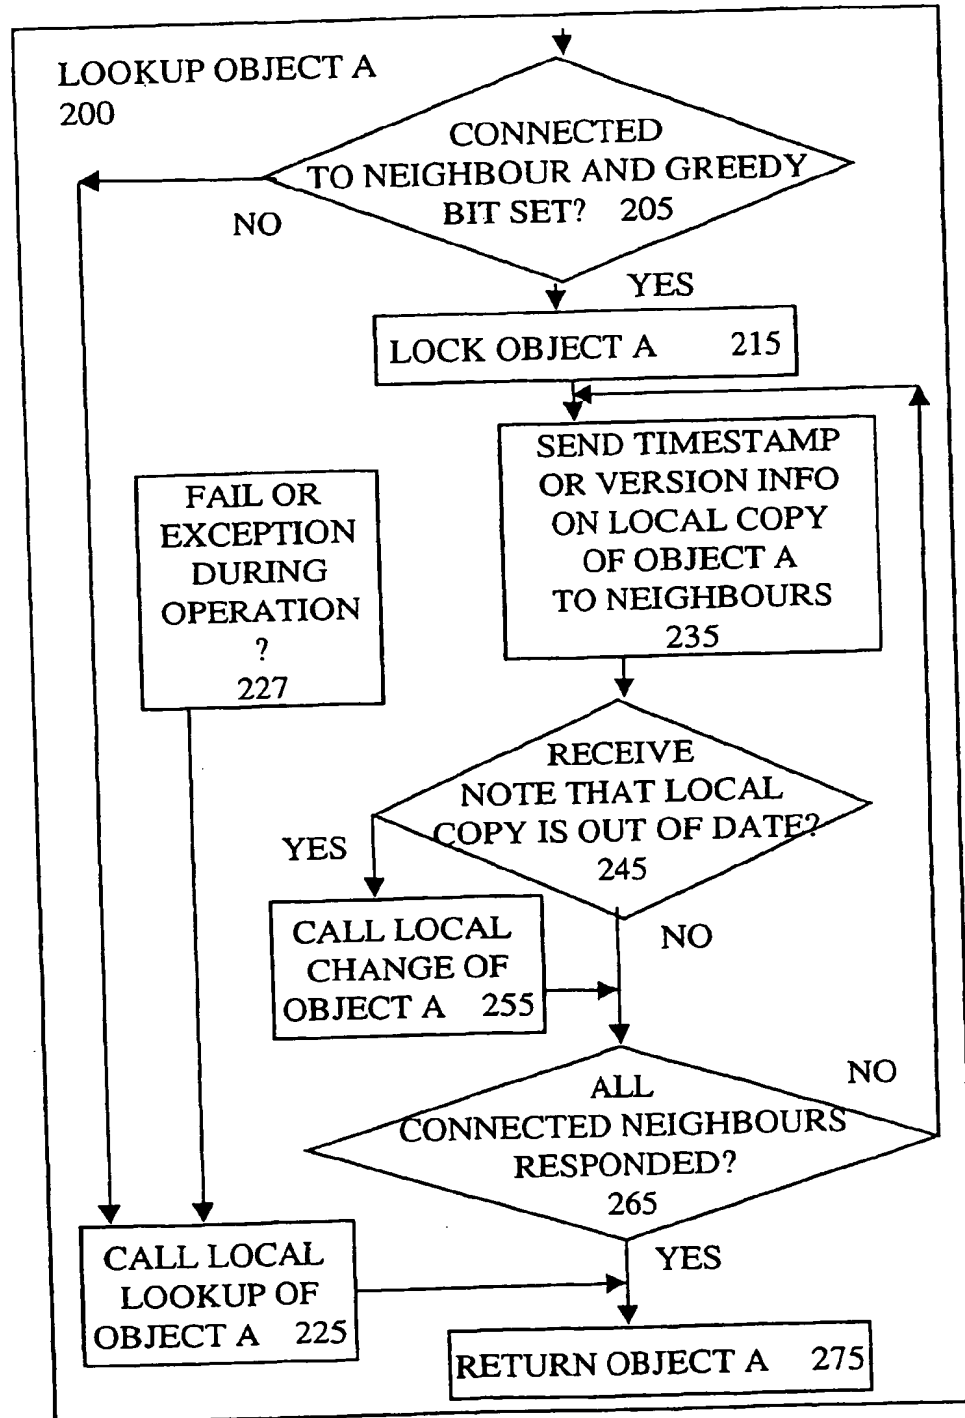 LOOKUP OBJECT A
200
CONNECTED
TO NEIGHBOUR AND GREEDY
BIT SET? 205
NO
YES
LOCK OBJECT A 215
SEND TIMESTAMP
OR VERSION INFO
ON LOCAL COPY
OF OBJECT A
TO NEIGHBOURS
235
FAIL OR
EXCEPTION
DURING
OPERATION
?
227
RECEIVE
NOTE THAT LOCAL
COPY IS OUT OF DATE?
245
YES
NO
CALL LOCAL
CHANGE OF
OBJECT A 255
ALL
CONNECTED NEIGHBOURS
RESPONDED?
265
NO
YES
CALL LOCAL
LOOKUP OF
OBJECT A 225
RETURN OBJECT A 275